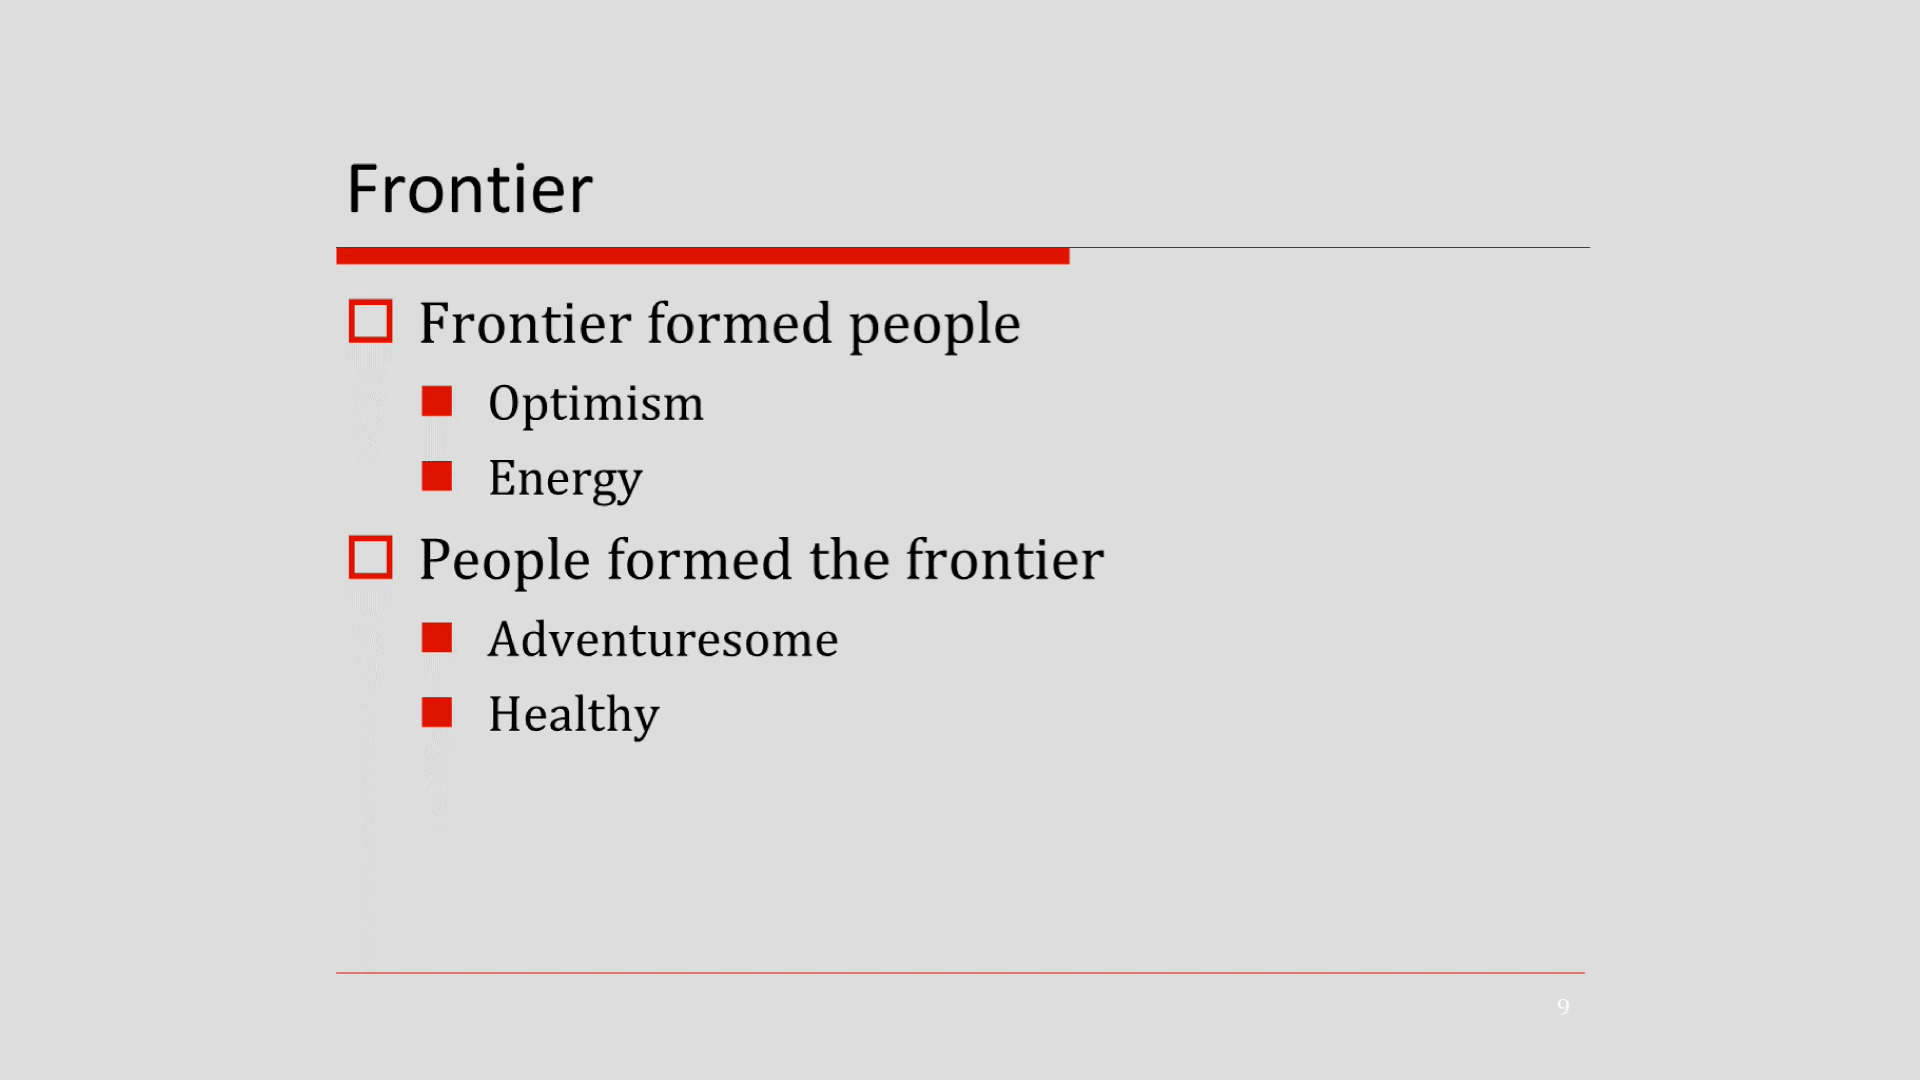 Frontier
Frontier formed people
Optimism
Energy
People formed the frontier
Adventuresome
Healthy
9